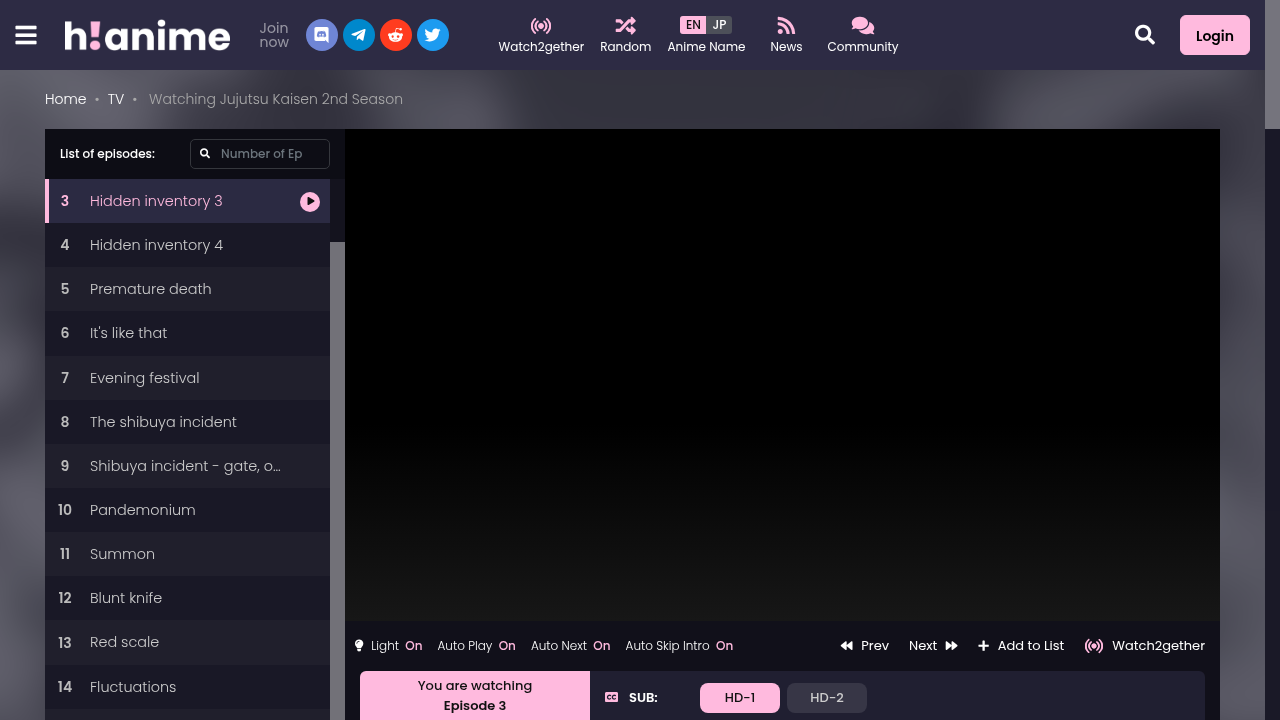 h!anime
Join
now
Watch2gether
Random
EN JP
Anime Name
News
Community
Login
Home • TV • Watching Jujutsu Kaisen 2nd Season
List of episodes:
Number of Ep
3 Hidden inventory 3
4 Hidden inventory 4
5 Premature death
6 It's like that
7 Evening festival
8 The shibuya incident
9 Shibuya incident - gate, o...
10 Pandemonium
11 Summon
12 Blunt knife
13 Red scale
14 Fluctuations
Light On Auto Play On Auto Next On Auto Skip Intro On
Prev Next Add to List Watch2gether
You are watching
Episode 3
CC SUB: HD-1 HD-2